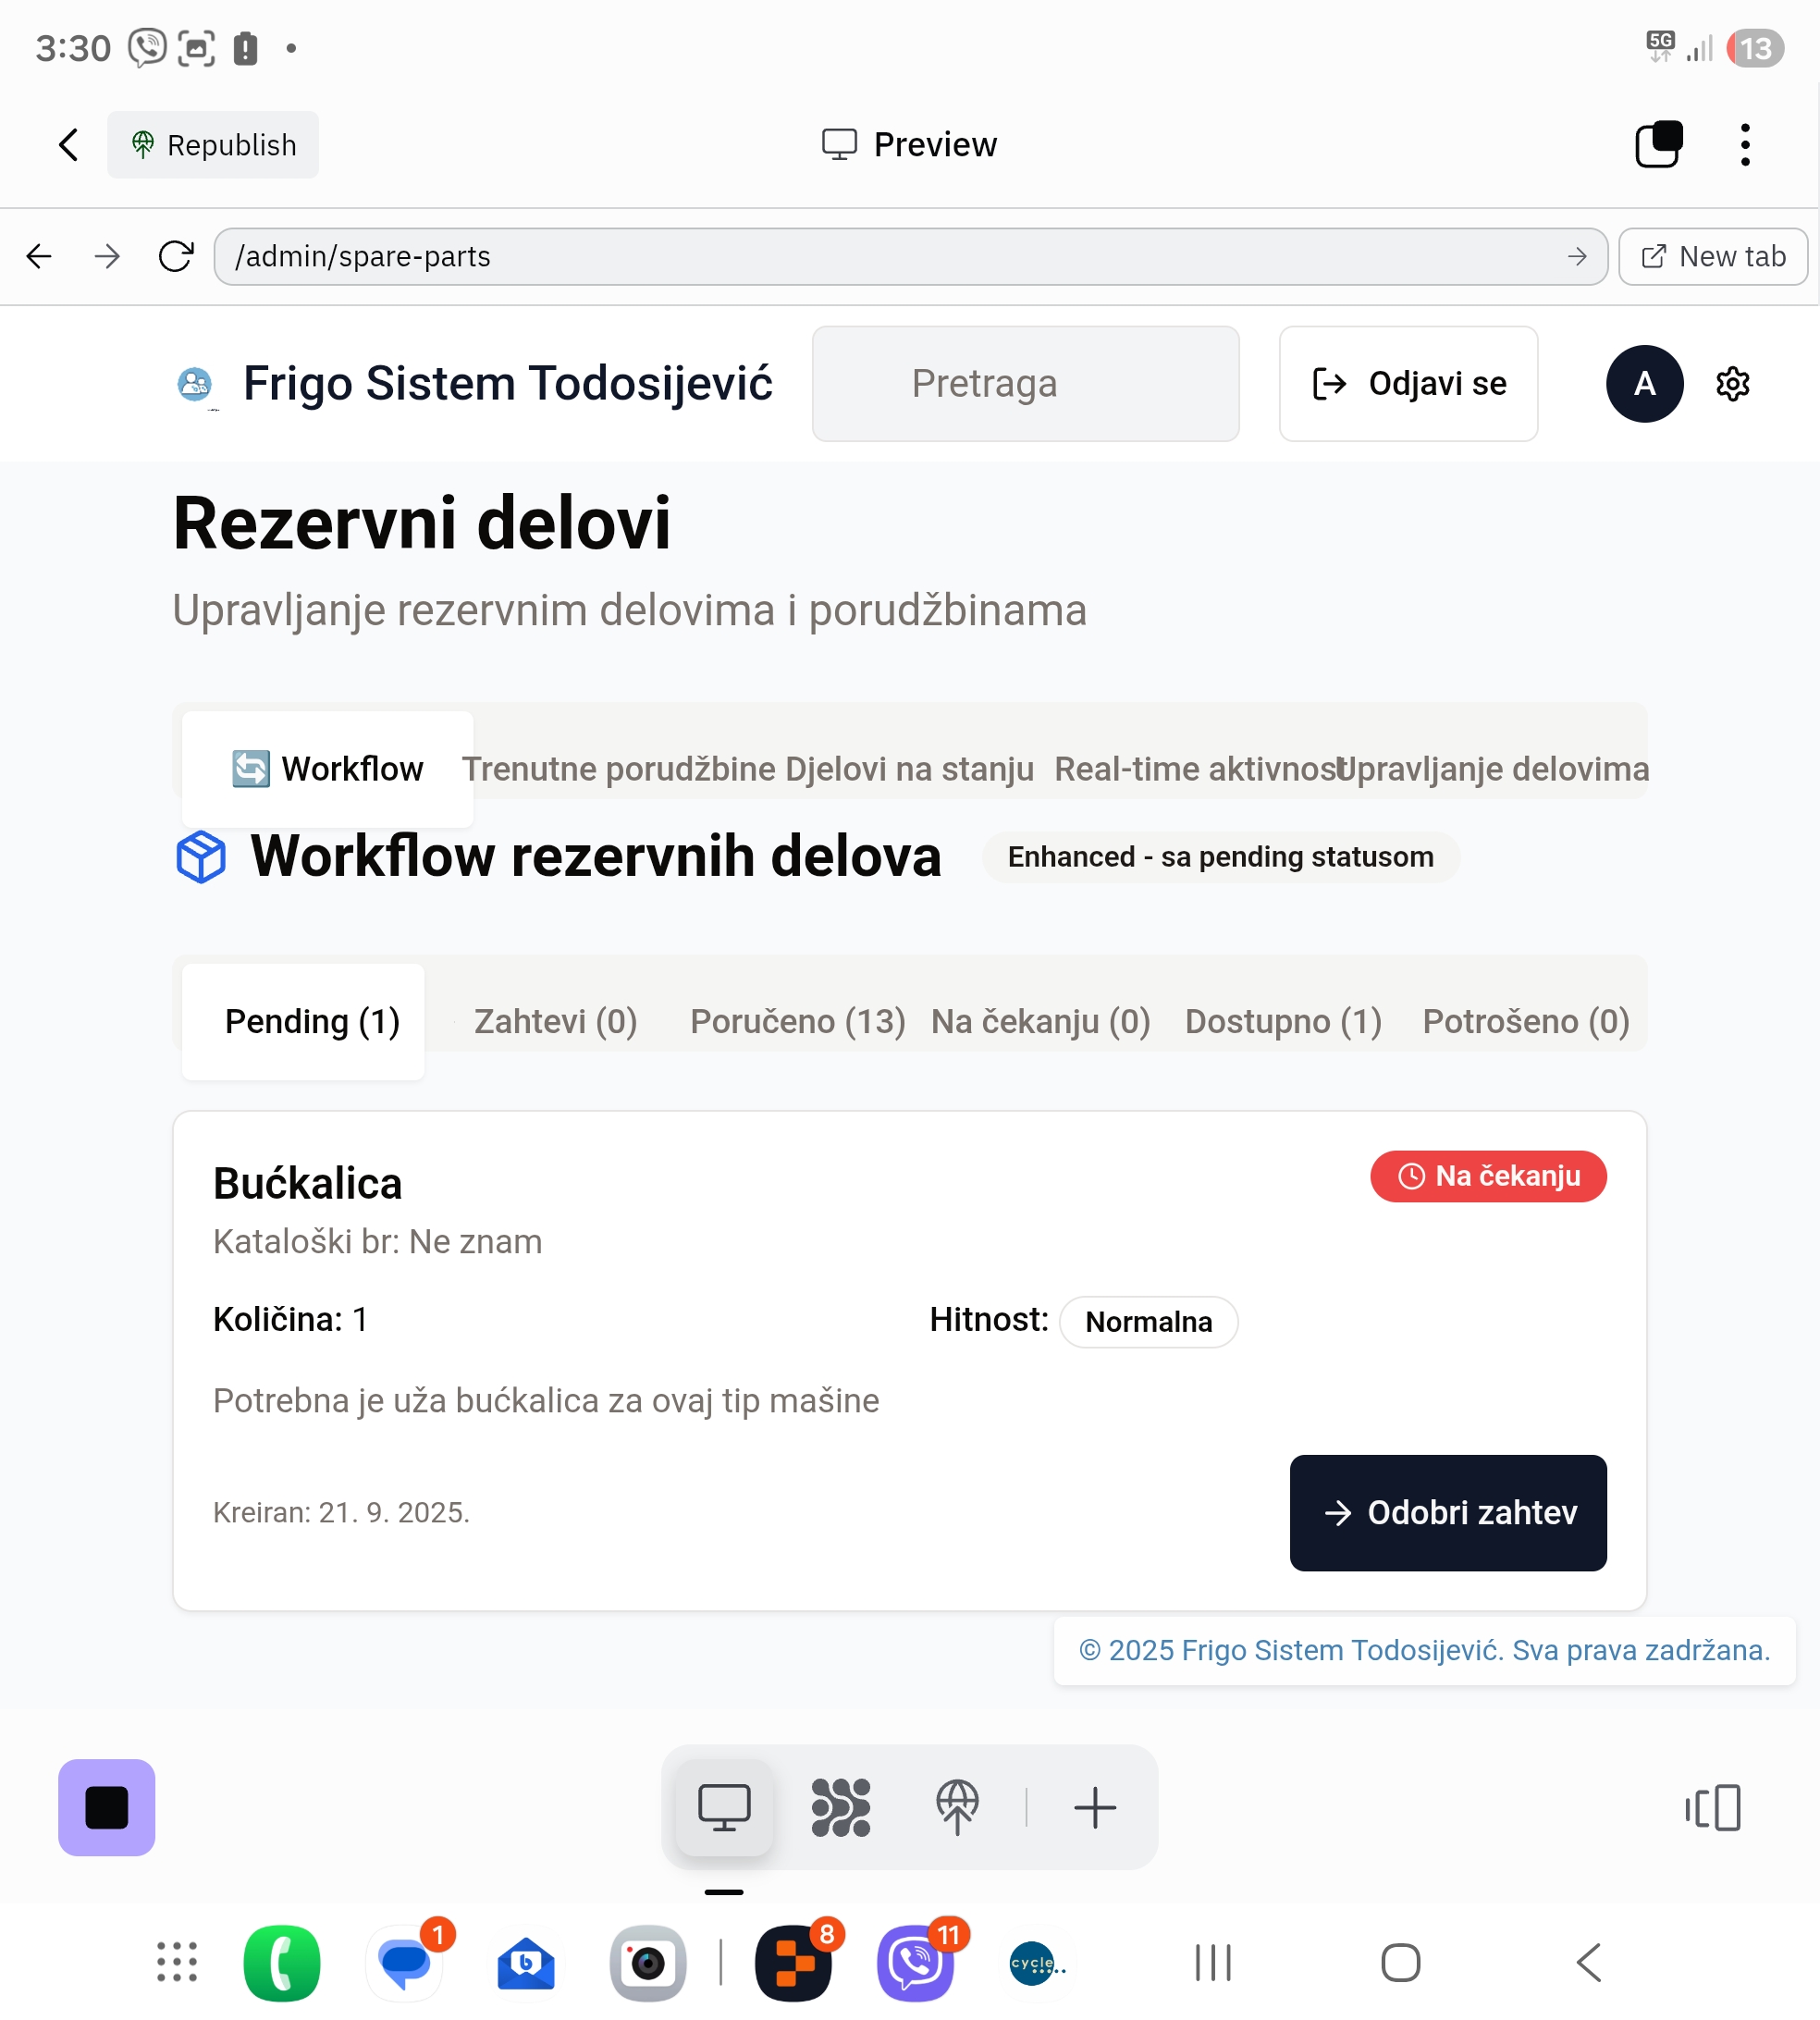 3:30
5G
13
Republish
Preview
/admin/spare-parts
New tab
Frigo Sistem Todosijević
Pretraga
Odjavi se
A
Rezervni delovi
Upravljanje rezervnim delovima i porudžbinama
Workflow
Trenutne porudžbine
Djelovi na stanju
Real-time aktivnost
Upravljanje delovima
Workflow rezervnih delova
Enhanced - sa pending statusom
Pending (1)
Zahtevi (0)
Poručeno (13)
Na čekanju (0)
Dostupno (1)
Potrošeno (0)
Bućkalica
Na čekanju
Kataloški br: Ne znam
Količina: 1
Hitnost: Normalna
Potrebna je uža bućkalica za ovaj tip mašine
Kreiran: 21. 9. 2025.
Odobri zahtev
© 2025 Frigo Sistem Todosijević. Sva prava zadržana.
1
b
8
11
cycle